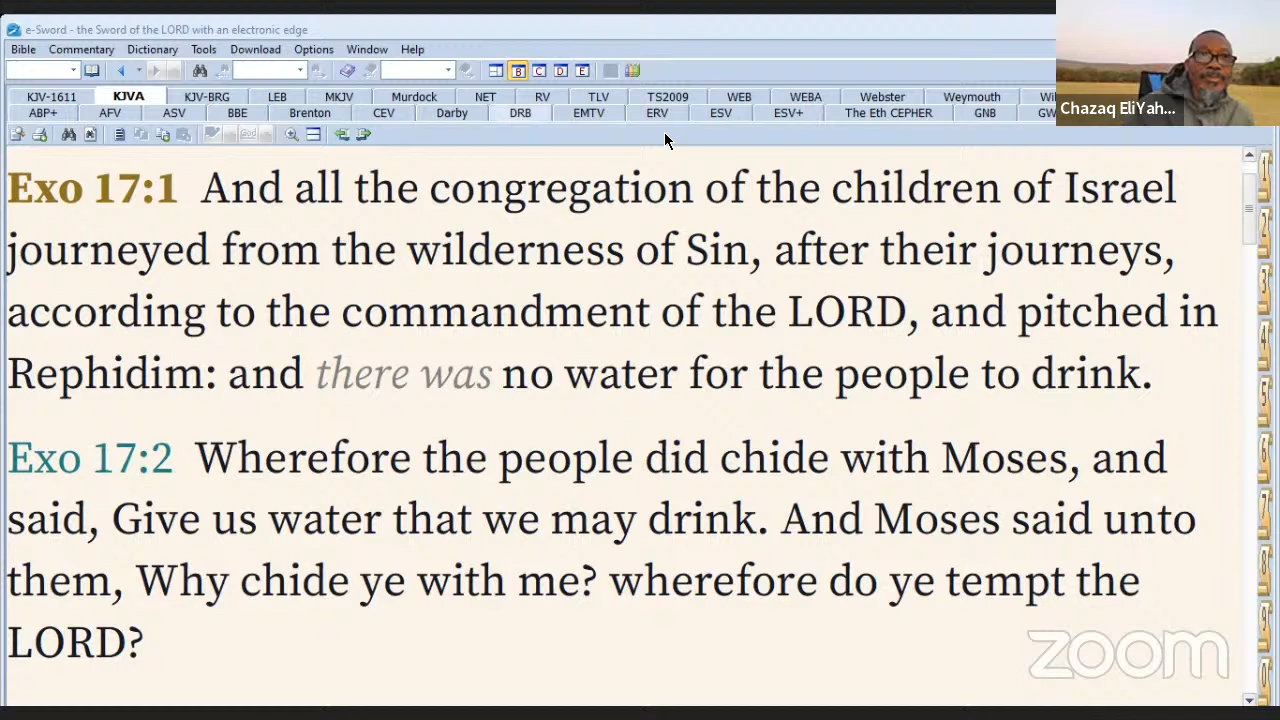 e-Sword - the Sword of the LORD with an electronic edge
Bible Commentary Dictionary Tools Download Options Window Help
B C D E
KJV-1611 KJVA KJV-BRG LEB MKJV Murdock NET RV TLV TS2009 WEB WEBA Webster Weymouth
ABP+ AFV ASV BBE Brenton CEV Darby DRB EMTV ERV ESV ESV+ The Eth CEPHER GNB
Chazaq EliYah...
Exo 17:1 And all the congregation of the children of Israel
journeyed from the wilderness of Sin, after their journeys,
according to the commandment of the LORD, and pitched in
Rephidim: and there was no water for the people to drink.
Exo 17:2 Wherefore the people did chide with Moses, and
said, Give us water that we may drink. And Moses said unto
them, Why chide ye with me? wherefore do ye tempt the
LORD?
zoom